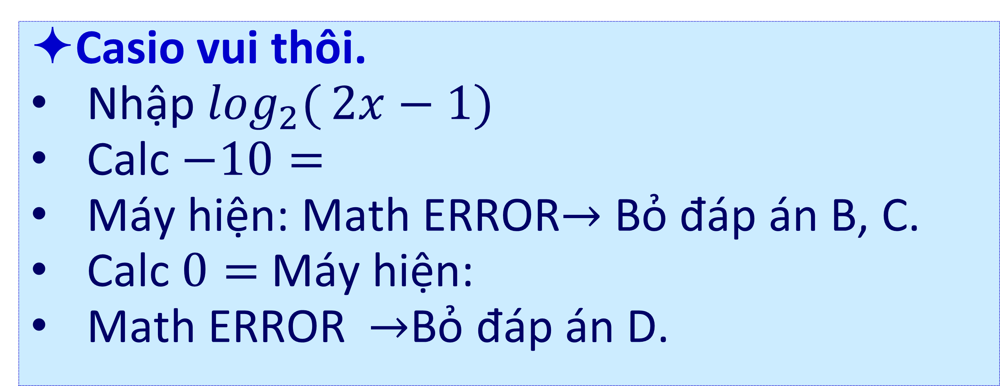 ✦Casio vui thôi.
• Nhập log₂( 2x − 1)
• Calc −10 =
• Máy hiện: Math ERROR→ Bỏ đáp án B, C.
• Calc 0 = Máy hiện:
• Math ERROR →Bỏ đáp án D.